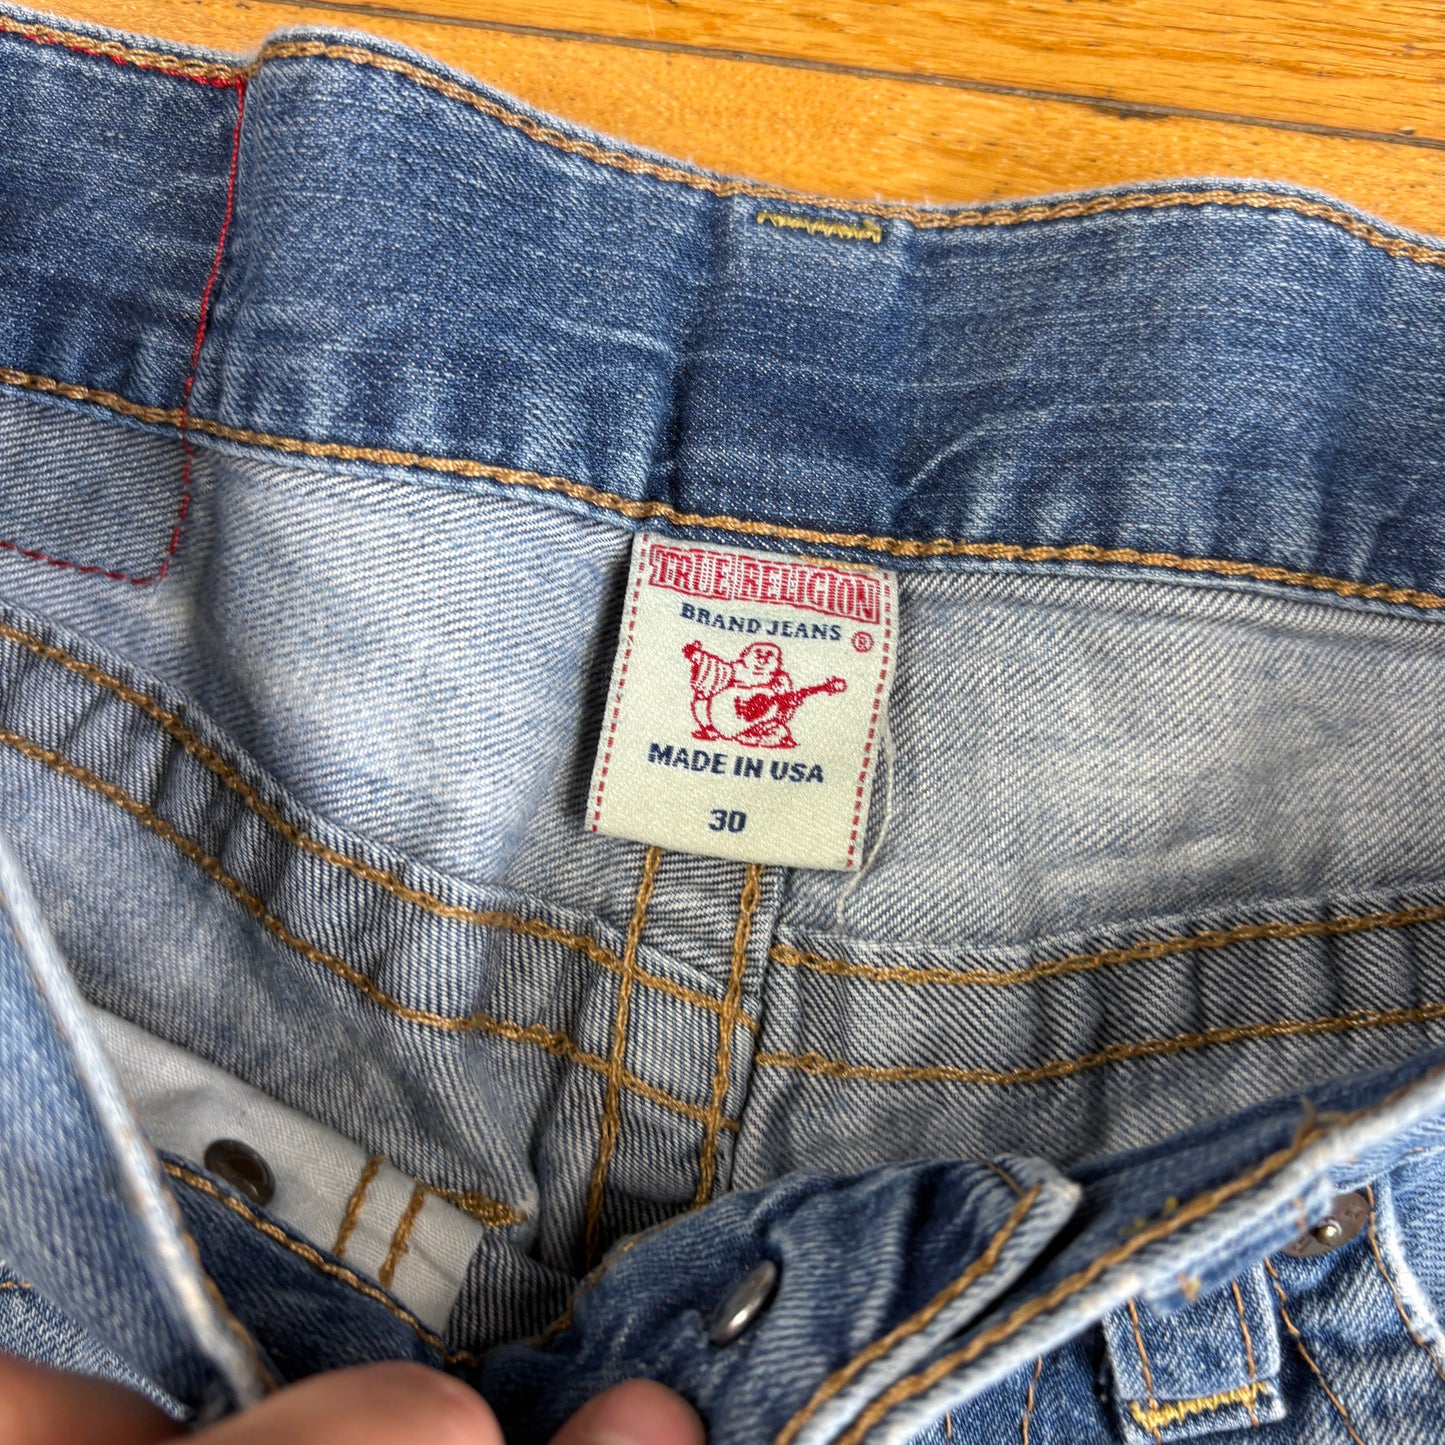 TRUE RELIGION
BRAND JEANS ®
MADE IN USA
30